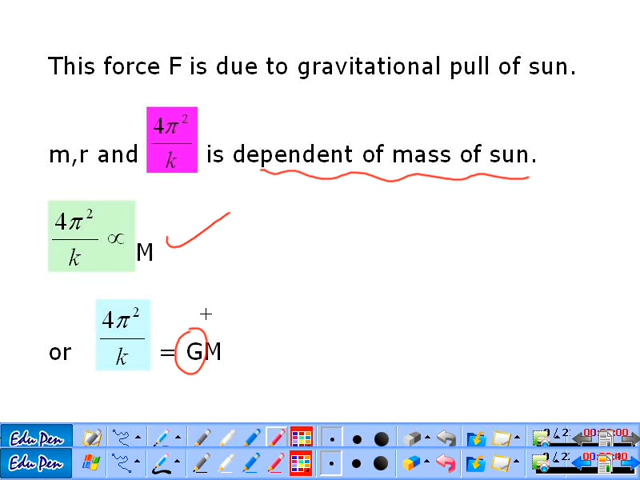 This force F is due to gravitational pull of sun.
m,r and 4π²/k is dependent of mass of sun.
4π²/k ∝ M
or 4π²/k = GM
Edu Pen
Edu Pen